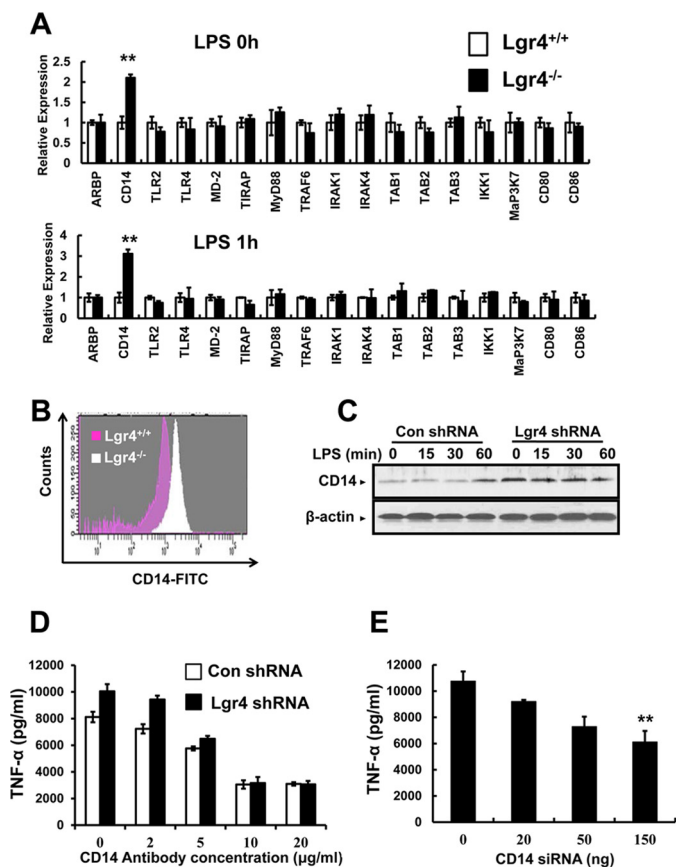 A
LPS 0h
Lgr4+/+
Lgr4-/-
Relative Expression
2.5
2
1.5
1
0.5
0
**
ARBP
CD14
TLR2
TLR4
MD-2
TIRAP
MyD88
TRAF6
IRAK1
IRAK4
TAB1
TAB2
TAB3
IKK1
MaP3K7
CD80
CD86
LPS 1h
Relative Expression
4
3
2
1
0
**
ARBP
CD14
TLR2
TLR4
MD-2
TIRAP
MyD88
TRAF6
IRAK1
IRAK4
TAB1
TAB2
TAB3
IKK1
MaP3K7
CD80
CD86
B
Lgr4+/+
Lgr4-/-
Counts
250
200
150
100
50
0
CD14-FITC
C
Con shRNA Lgr4 shRNA
LPS (min) 0 15 30 60 0 15 30 60
CD14
β-actin
D
Con shRNA
Lgr4 shRNA
TNF-α (pg/ml)
12000
10000
8000
6000
4000
2000
0
0 2 5 10 20
CD14 Antibody concentration (µg/ml)
E
TNF-α (pg/ml)
12000
10000
8000
6000
4000
2000
0
**
0 20 50 150
CD14 siRNA (ng)